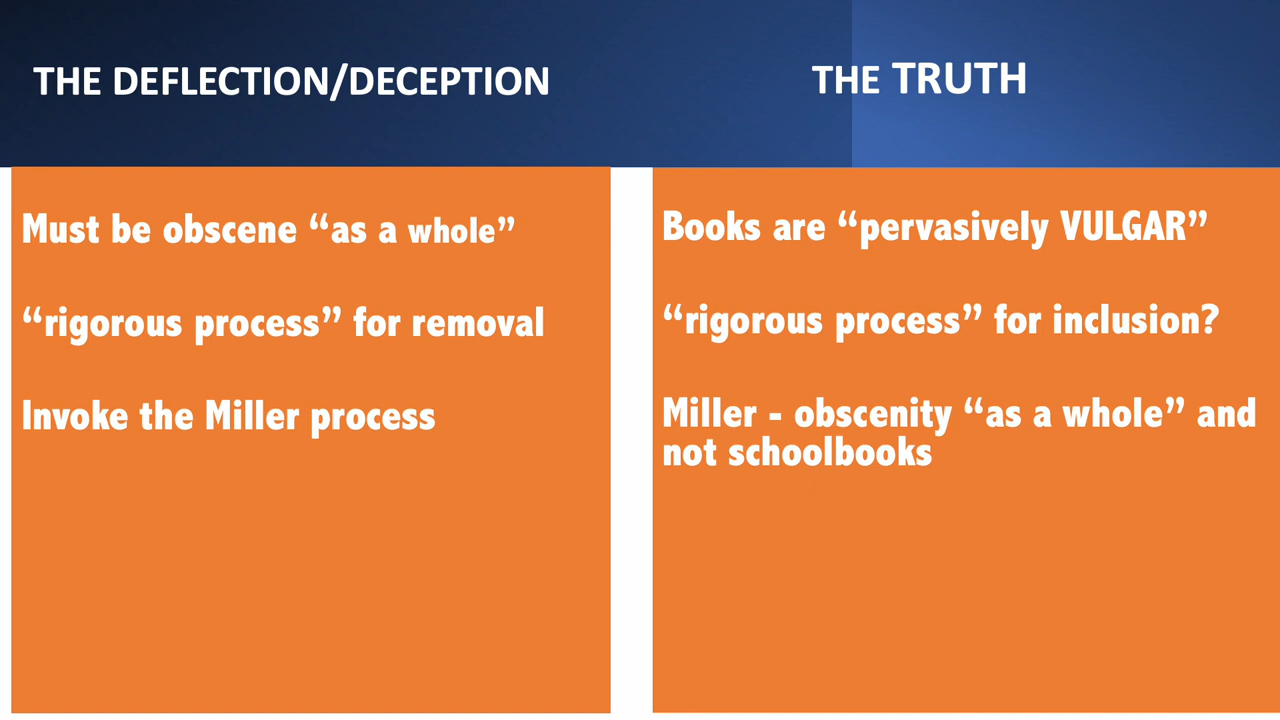 THE DEFLECTION/DECEPTION
THE TRUTH
Must be obscene “as a whole”
“rigorous process” for removal
Invoke the Miller process
Books are “pervasively VULGAR”
“rigorous process” for inclusion?
Miller - obscenity “as a whole” and
not schoolbooks